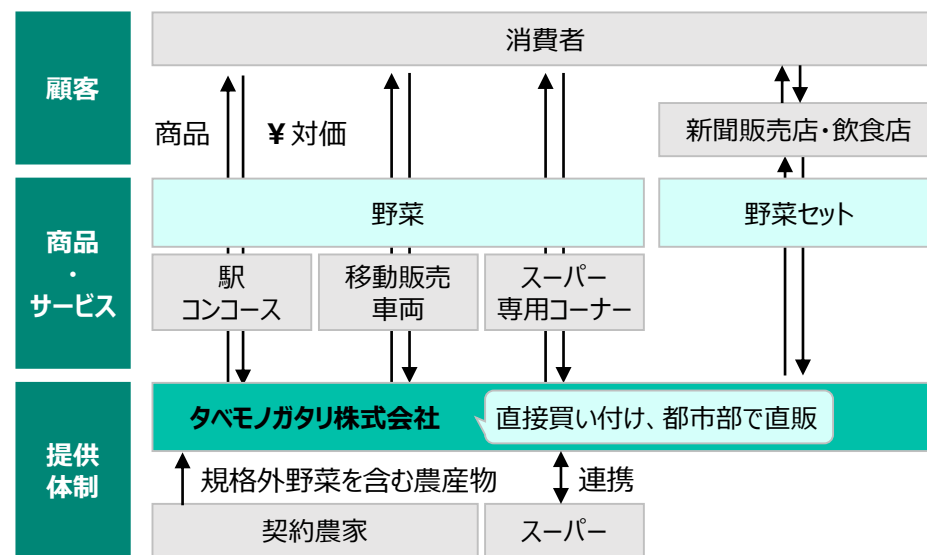 顧客
消費者
商品
¥ 対価
新聞販売店・飲食店
商品
・
サービス
野菜
野菜セット
駅
コンコース
移動販売
車両
スーパー
専用コーナー
提供
体制
タベモノガタリ株式会社
直接買い付け、都市部で直販
規格外野菜を含む農産物
連携
契約農家
スーパー